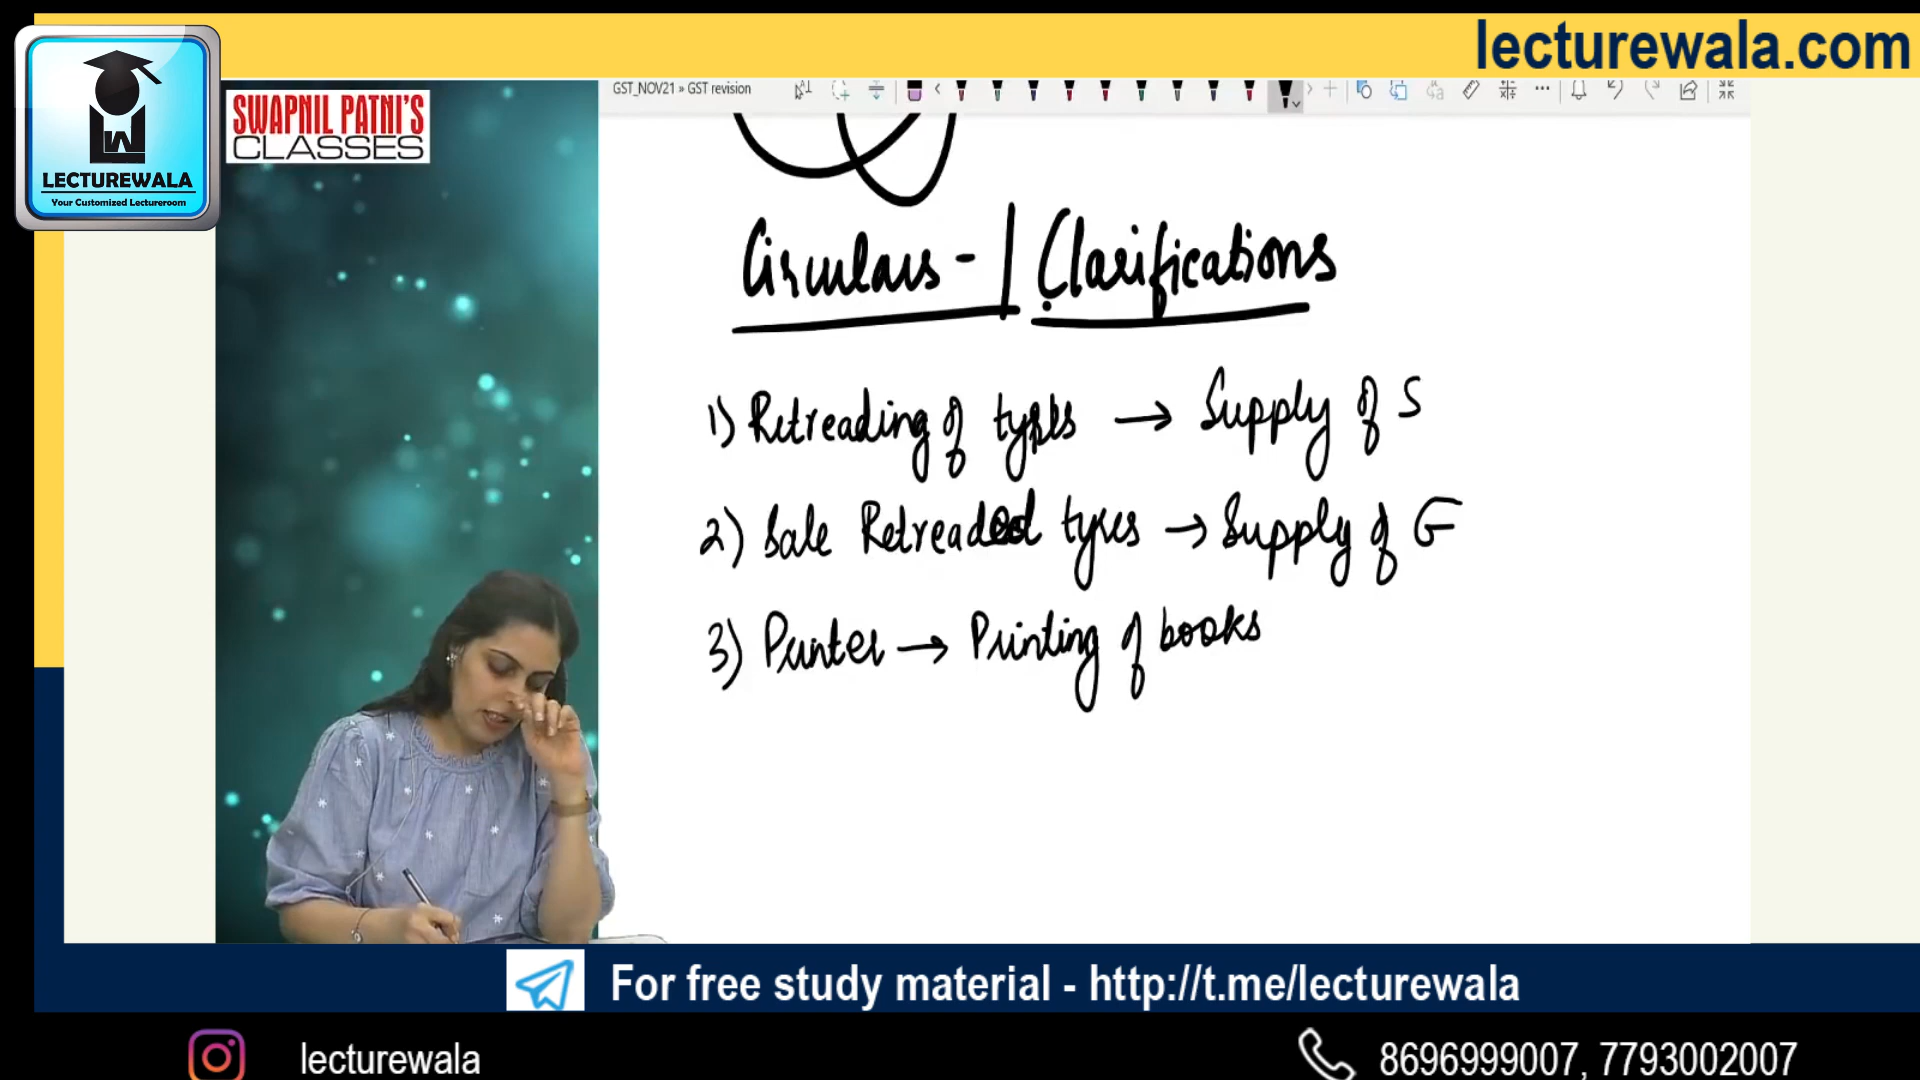 lecturewala.com
GST_NOV21 » GST revision
SWAPNIL PATNI'S
CLASSES
LW
LECTUREWALA
Your Customized Lectureroom
Circulars - | Clarifications
1) Retreading of tyres → Supply of S
2) Sale Retreaded tyres → Supply of G
3) Printer → Printing of books
For free study material - http://t.me/lecturewala
lecturewala
8696999007, 7793002007